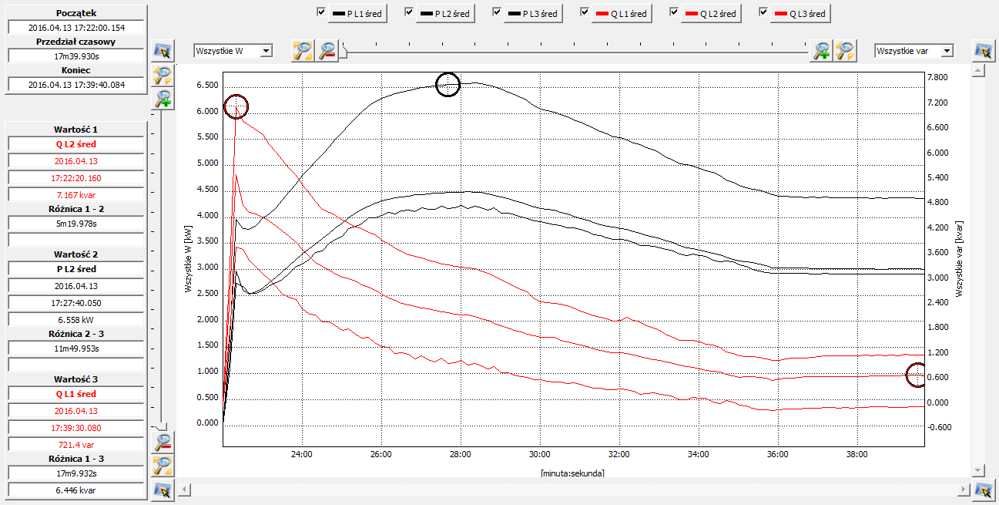 Początek
2016.04.13 17:22:00.154
Przedział czasowy
17m39.930s
Koniec
2016.04.13 17:39:40.084
P L1 śred
P L2 śred
P L3 śred
Q L1 śred
Q L2 śred
Q L3 śred
Wszystkie W
Wszystkie var
Wartość 1
Q L2 śred
2016.04.13
17:22:20.160
7.167 kvar
Różnica 1 - 2
5m19.978s
Wartość 2
P L2 śred
2016.04.13
17:27:40.050
6.558 kW
Różnica 2 - 3
11m49.953s
Wartość 3
Q L1 śred
2016.04.13
17:39:30.080
721.4 var
Różnica 1 - 3
17m9.932s
6.446 kvar
Wszystkie W [kW]
6.500
6.000
5.500
5.000
4.500
4.000
3.500
3.000
2.500
2.000
1.500
1.000
0.500
0.000
7.800
7.200
6.600
6.000
5.400
4.800
4.200
3.600
3.000
2.400
1.800
1.200
0.600
0.000
-0.600
Wszystkie var [kvar]
24:00
26:00
28:00
30:00
32:00
34:00
36:00
38:00
[minuta:sekunda]